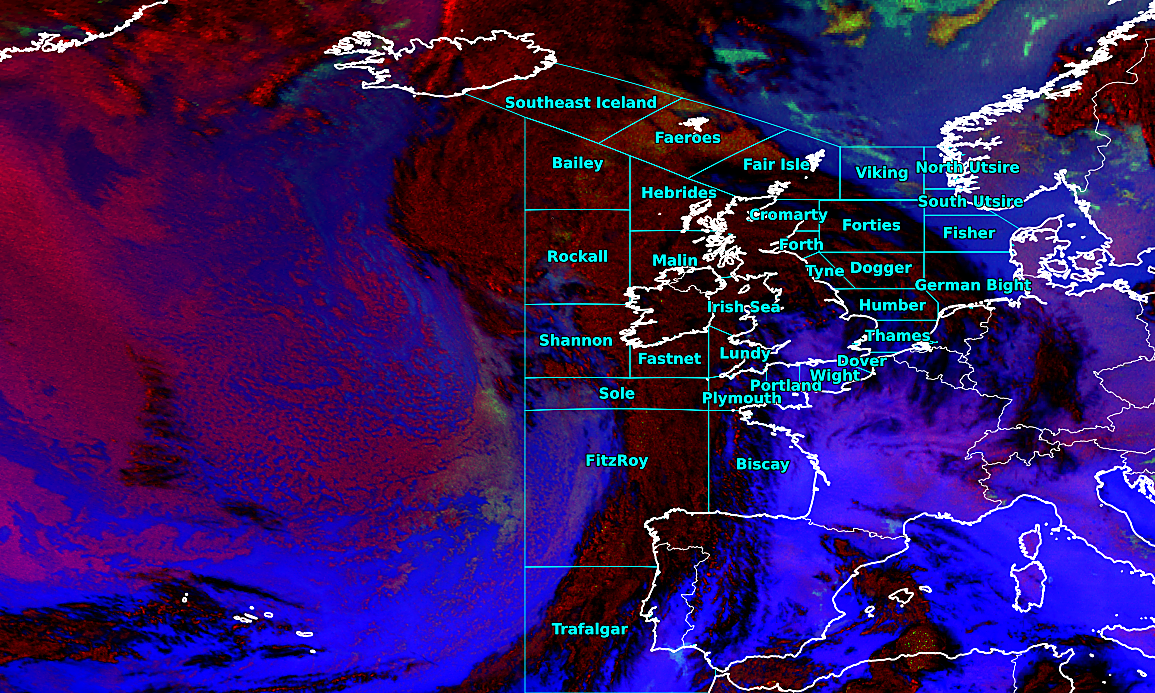 Southeast Iceland
Faeroes
Bailey
Fair Isle
Viking
North Utsire
Hebrides
South Utsire
Cromarty
Forties
Fisher
Forth
Rockall
Malin
Tyne
Dogger
German Bight
Irish Sea
Humber
Shannon
Thames
Fastnet
Lundy
Dover
Wight
Portland
Sole
Plymouth
FitzRoy
Biscay
Trafalgar